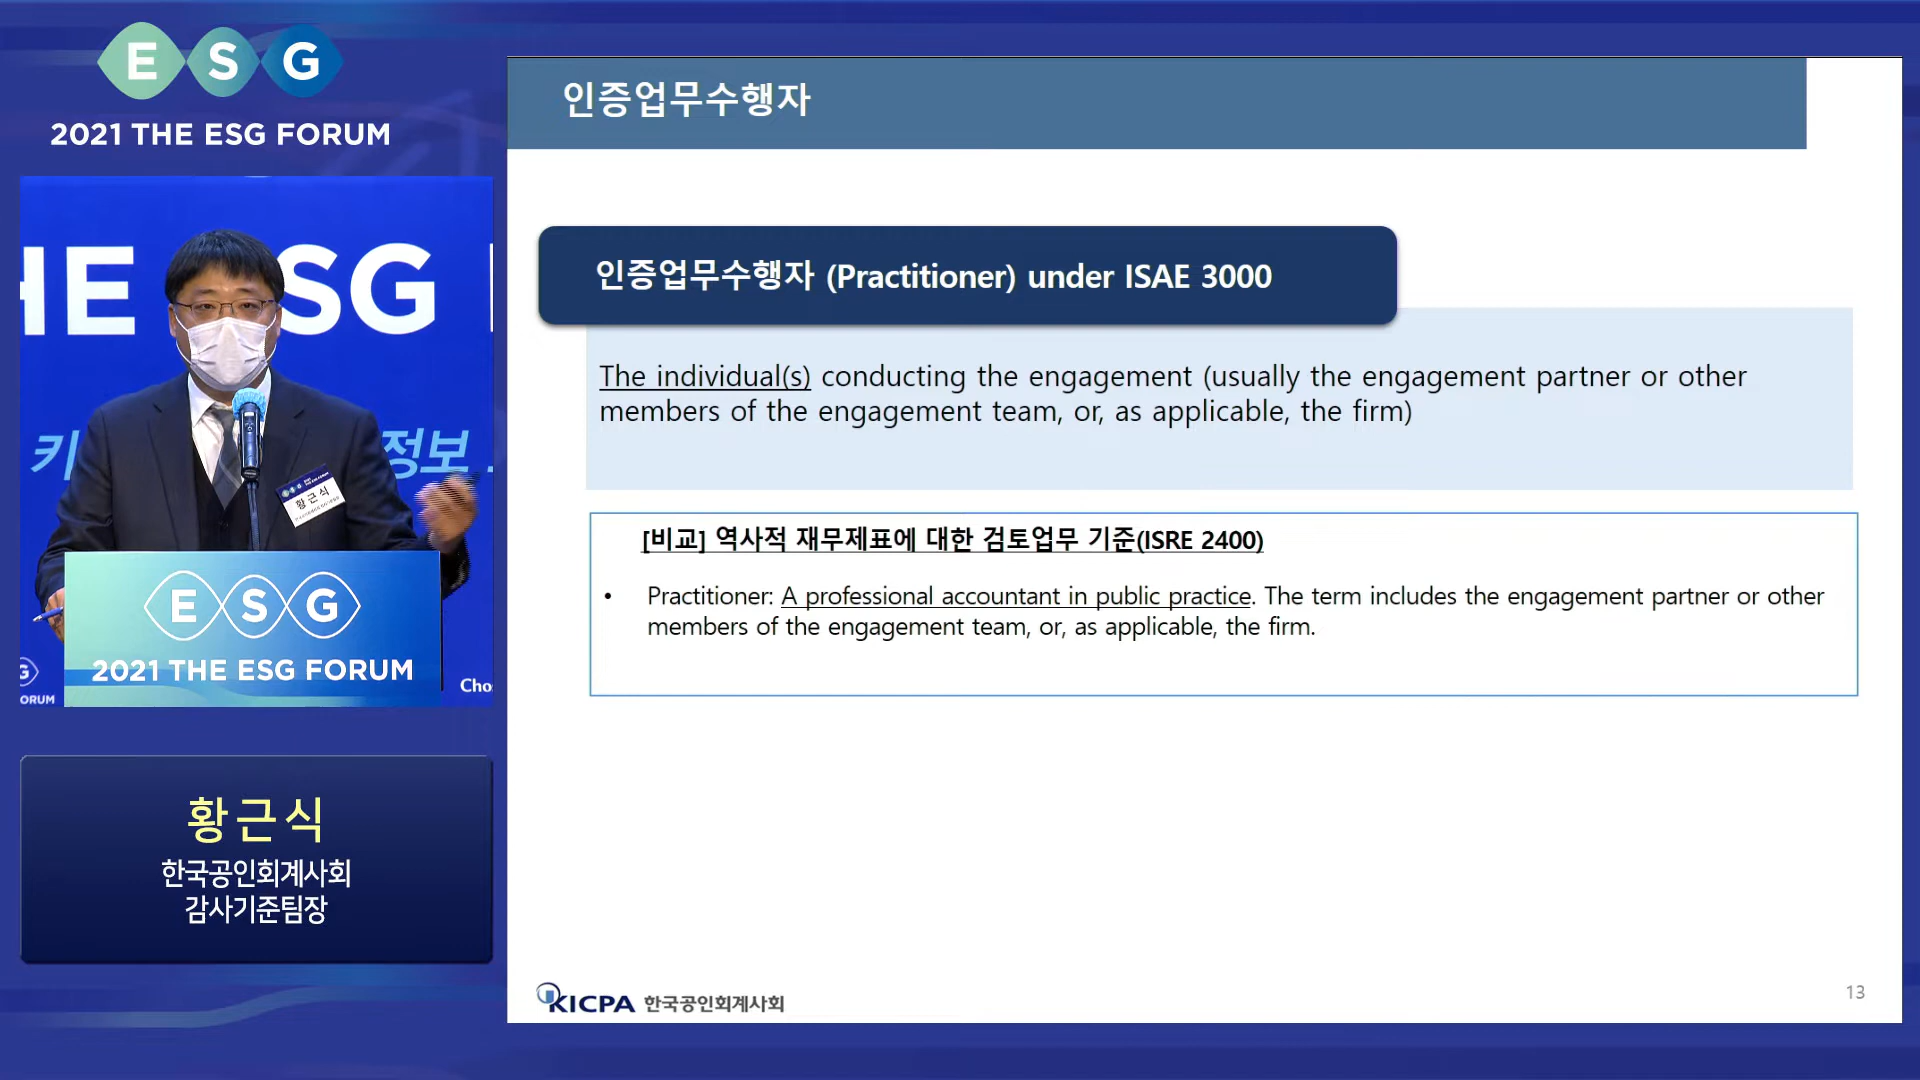 E S G
2021 THE ESG FORUM
HE ESG
키
정보
황근식
E S G
2021 THE ESG FORUM
G
ORUM
Cho
황근식
한국공인회계사회
감사기준팀장
인증업무수행자
인증업무수행자 (Practitioner) under ISAE 3000
The individual(s) conducting the engagement (usually the engagement partner or other
members of the engagement team, or, as applicable, the firm)
[비교] 역사적 재무제표에 대한 검토업무 기준(ISRE 2400)
• Practitioner: A professional accountant in public practice. The term includes the engagement partner or other
members of the engagement team, or, as applicable, the firm.
KICPA 한국공인회계사회
13